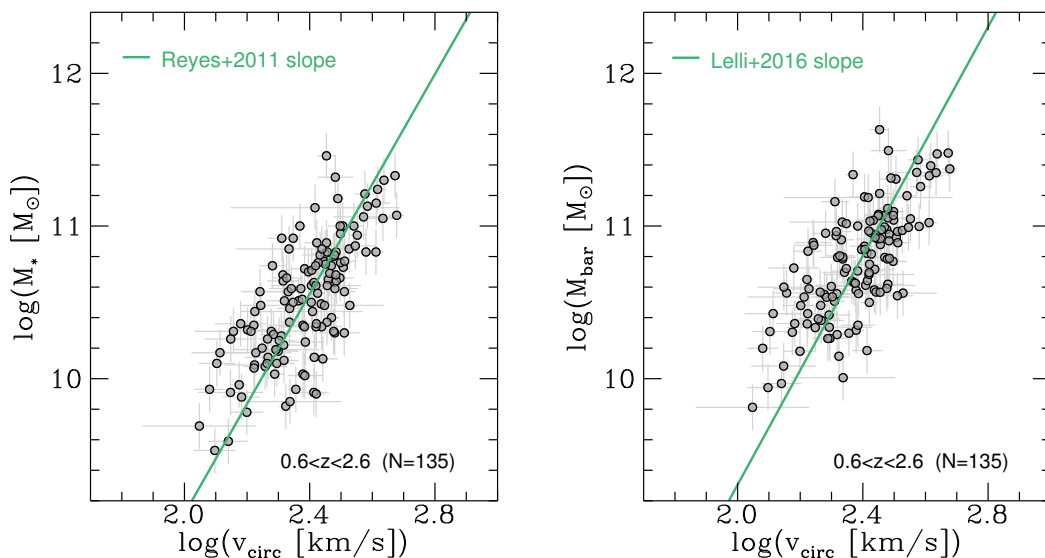 12
11
10
log(M* [M⊙])
Reyes+2011 slope
0.6<z<2.6 (N=135)
2.0 2.4 2.8
log(vcirc [km/s])
12
11
10
log(Mbar [M⊙])
Lelli+2016 slope
0.6<z<2.6 (N=135)
2.0 2.4 2.8
log(vcirc [km/s])